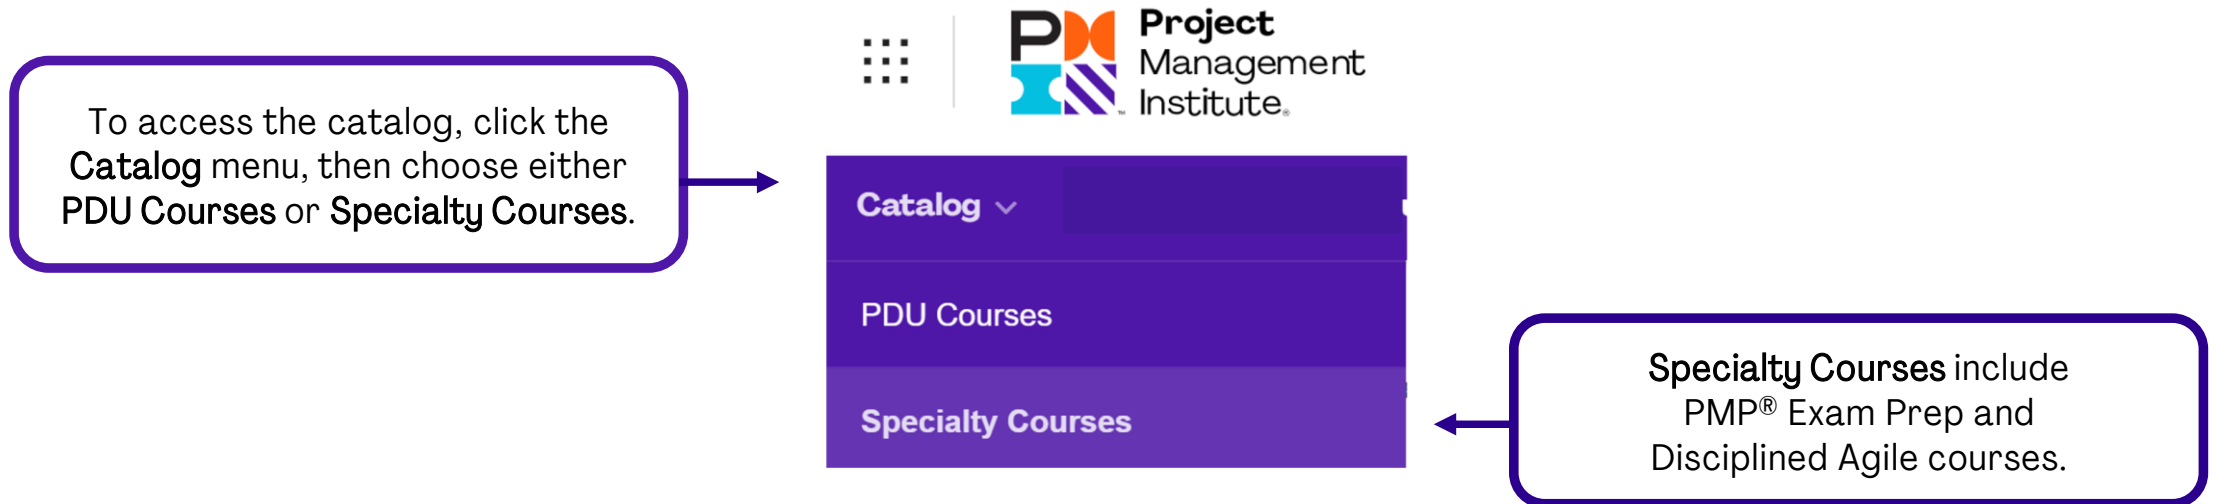 Project
Management
Institute®
To access the catalog, click the
Catalog menu, then choose either
PDU Courses or Specialty Courses.
Catalog
PDU Courses
Specialty Courses
Specialty Courses include
PMP® Exam Prep and
Disciplined Agile courses.